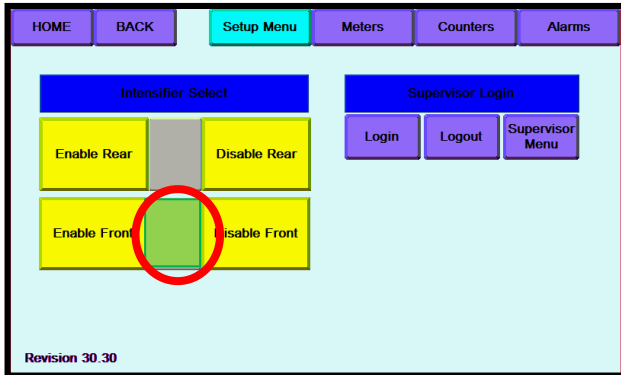 HOME BACK Setup Menu Meters Counters Alarms
Intensifier Select
Supervisor Login
Enable Rear Disable Rear
Login Logout Supervisor Menu
Enable Front Disable Front
Revision 30.30